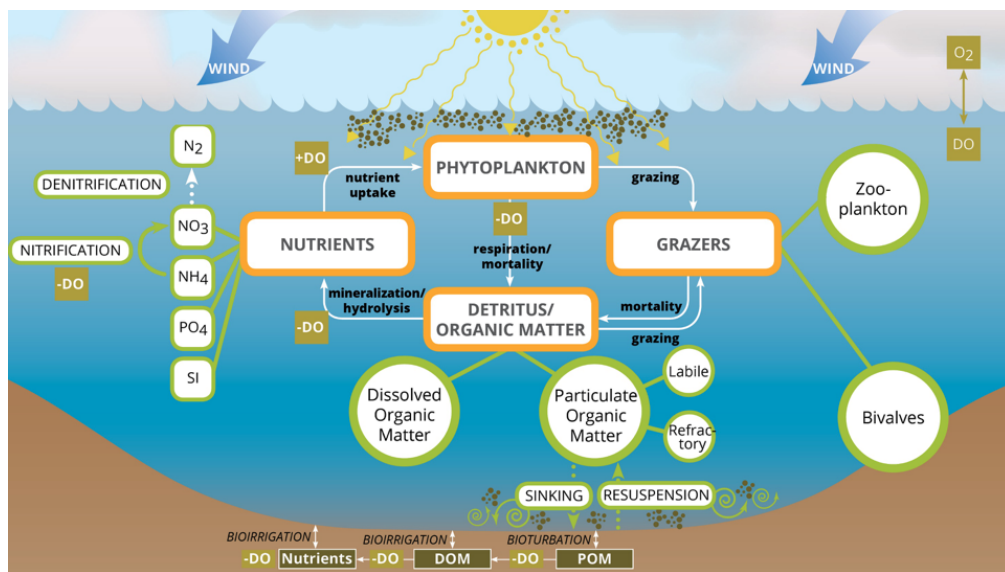 WIND
WIND
O2
DO
N2
DENITRIFICATION
NO3
NITRIFICATION
-DO
NH4
PO4
SI
+DO
nutrient
uptake
PHYTOPLANKTON
grazing
-DO
respiration/
mortality
NUTRIENTS
GRAZERS
mineralization/
hydrolysis
-DO
DETRITUS/
ORGANIC MATTER
mortality
grazing
Zoo-
plankton
Bivalves
Dissolved
Organic
Matter
Particulate
Organic
Matter
Labile
Refrac-
tory
SINKING
RESUSPENSION
BIOIRRIGATION
BIOIRRIGATION
BIOTURBATION
-DO
Nutrients
-DO
DOM
-DO
POM